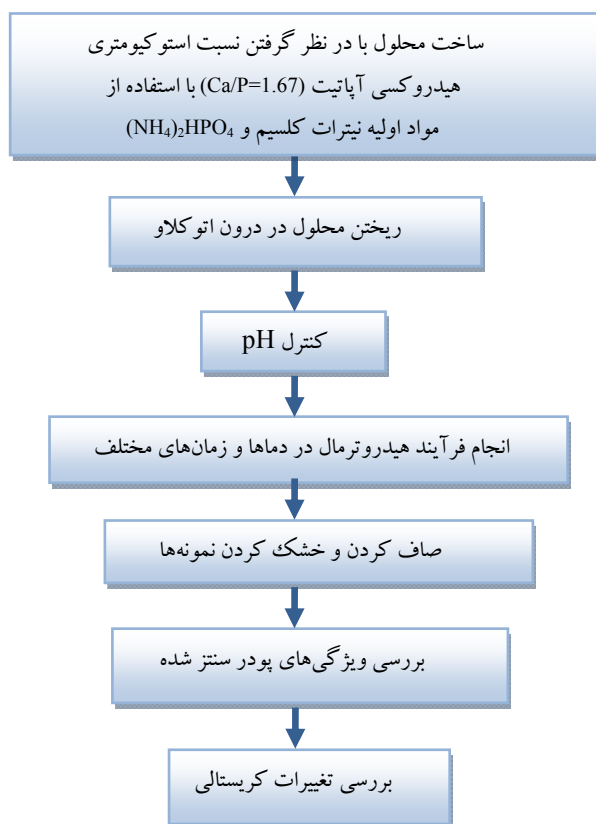 ساخت محلول با در نظر گرفتن نسبت استوکیومتری
هیدروکسی آپاتیت (Ca/P=1.67) با استفاده از
مواد اولیه نیترات کلسیم و (NH₄)₂HPO₄
ریختن محلول در درون اتوکلاو
کنترل pH
انجام فرآیند هیدروترمال در دماها و زمان‌های مختلف
صاف کردن و خشک کردن نمونه‌ها
بررسی ویژگی‌های پودر سنتز شده
بررسی تغییرات کریستالی